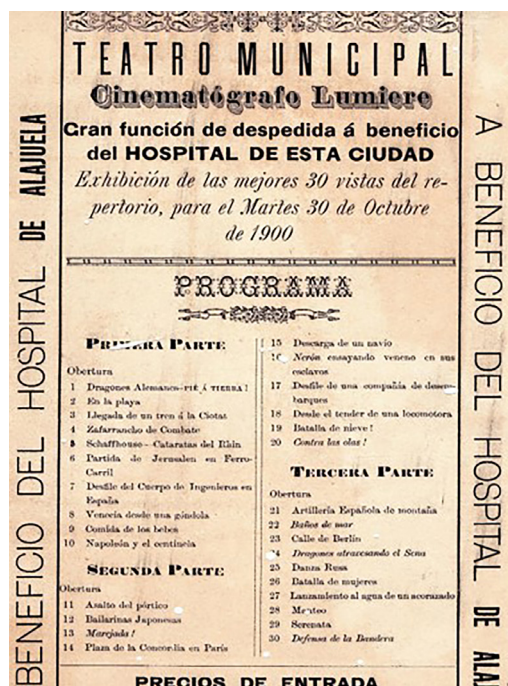 TEATRO MUNICIPAL
Cinematógrafo Lumiere
Gran función de despedida á beneficio
del HOSPITAL DE ESTA CIUDAD
Exhibición de las mejores 30 vistas del re-
pertorio, para el Martes 30 de Octubre
de 1900
PROGRAMA
PRIMERA PARTE
Obertura
1 Dragones Alemanes—PIÉ Á TIERRA!
2 En la playa
3 Llegada de un tren á la Ciotat
4 Zafarrancho de Combate
5 Schaffhouse—Cataratas del Rhin
6 Partida de Jerusalen en Ferro-
Carril
7 Desfile del Cuerpo de Ingenieros en
España
8 Venecia desde una góndola
9 Comida de los bebes
10 Napoleón y el centinela
SEGUNDA PARTE
Obertura
11 Asalto del pórtico
12 Bailarinas Japonesas
13 Marejada!
14 Plaza de la Concordia en París
15 Descarga de un navío
16 Nerón ensayando veneno en sus
esclavos
17 Desfile de una compañía de desem-
barques
18 Desde el tender de una locomotora
19 Batalla de nieve!
20 Contra las olas!
TERCERA PARTE
Obertura
21 Artillería Española de montaña
22 Baños de mar
23 Calle de Berlín
24 Dragones atravesando el Sena
25 Danza Rusa
26 Batalla de mujeres
27 Lanzamiento al agua de un acorazado
28 Manteo
29 Serenata
30 Defensa de la Bandera
PRECIOS DE ENTRADA
BENEFICIO DEL HOSPITAL DE ALAJUELA
A BENEFICIO DEL HOSPITAL DE ALAJ